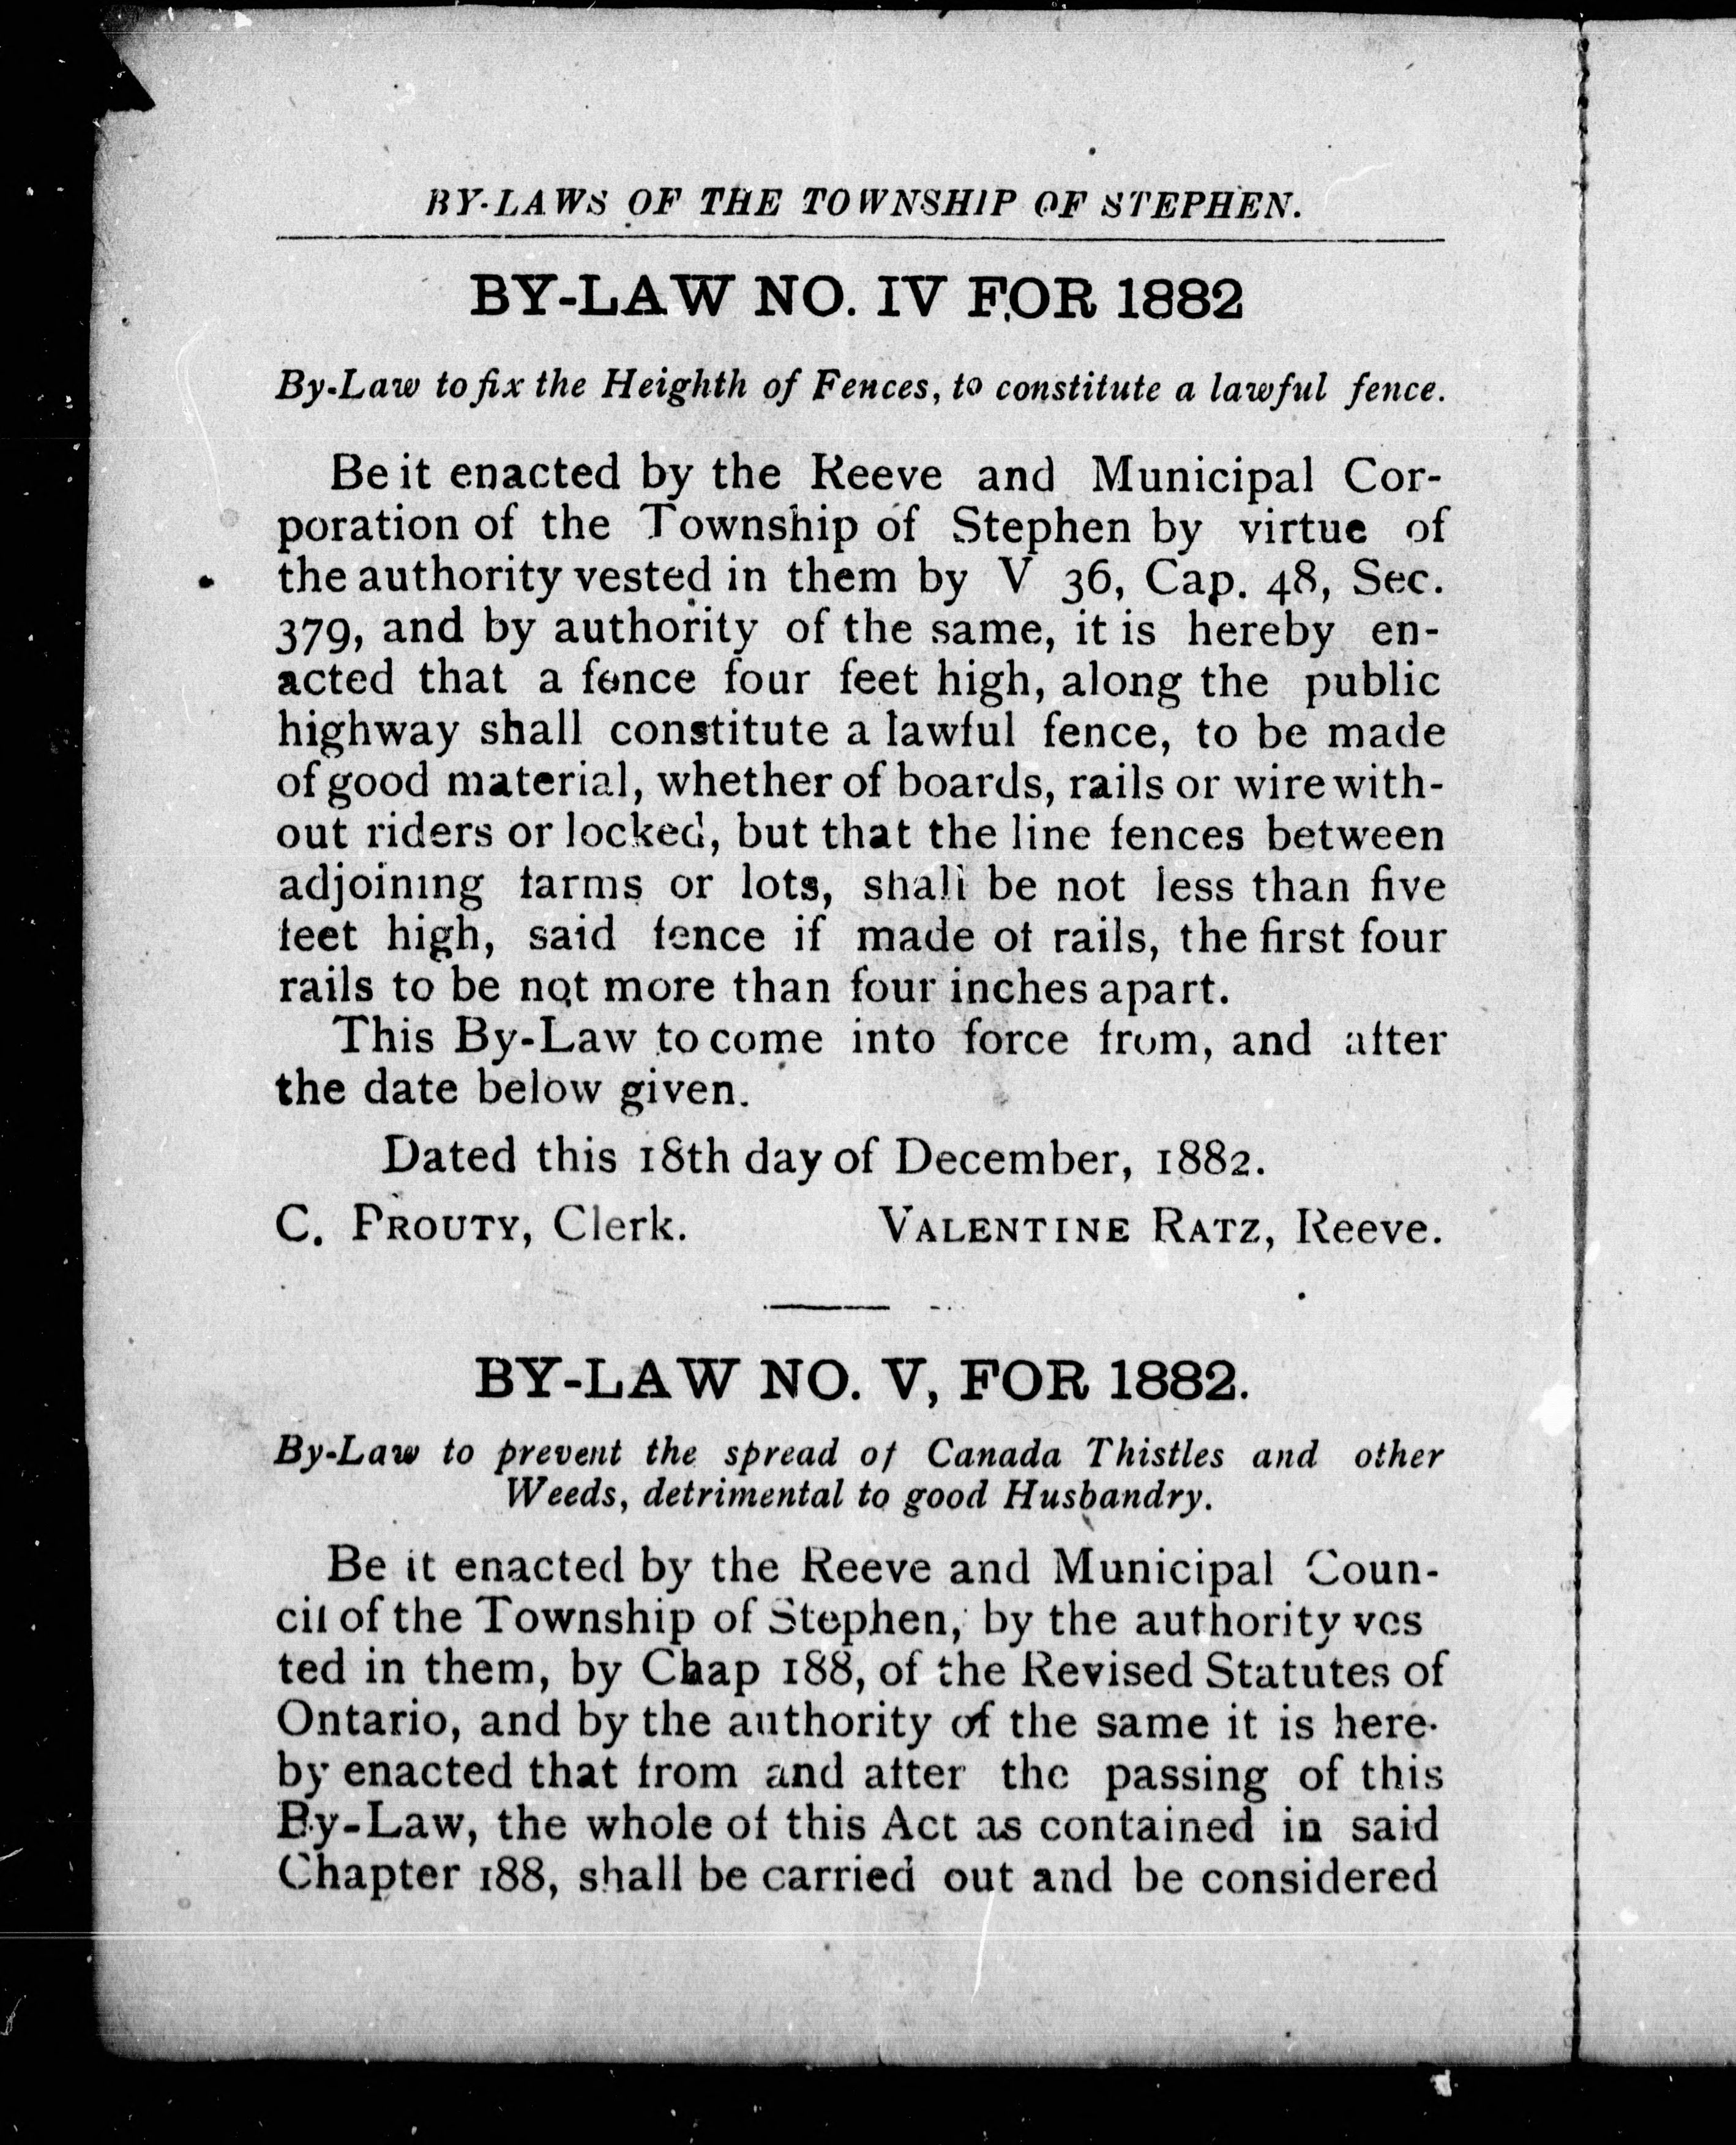 BY-LAWS OF THE TOWNSHIP OF STEPHEN.
BY-LAW NO. IV FOR 1882
By-Law to fix the Heighth of Fences, to constitute a lawful fence.
Be it enacted by the Reeve and Municipal Cor-
poration of the Township of Stephen by virtue of
the authority vested in them by V 36, Cap. 48, Sec.
379, and by authority of the same, it is hereby en-
acted that a fence four feet high, along the public
highway shall constitute a lawful fence, to be made
of good material, whether of boards, rails or wire with-
out riders or locked, but that the line fences between
adjoining farms or lots, shall be not less than five
feet high, said fence if made of rails, the first four
rails to be not more than four inches apart.
This By-Law to come into force from, and after
the date below given.
Dated this 18th day of December, 1882.
C. PROUTY, Clerk. VALENTINE RATZ, Reeve.
BY-LAW NO. V, FOR 1882.
By-Law to prevent the spread of Canada Thistles and other
Weeds, detrimental to good Husbandry.
Be it enacted by the Reeve and Municipal Coun-
cil of the Township of Stephen, by the authority ves
ted in them, by Chap 188, of the Revised Statutes of
Ontario, and by the authority of the same it is here-
by enacted that from and after the passing of this
By-Law, the whole of this Act as contained in said
Chapter 188, shall be carried out and be considered